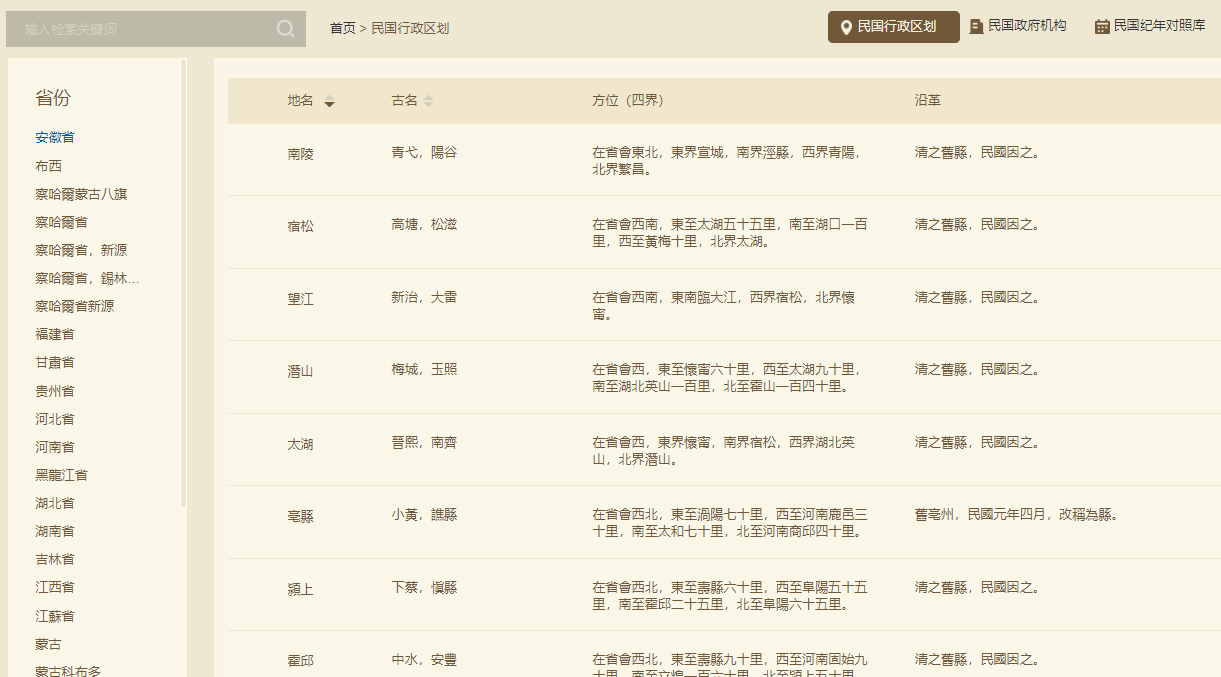 输入检索关键词
首页 > 民国行政区划
民国行政区划
民国政府机构
民国纪年对照库
省份
安徽省
布西
察哈爾蒙古八旗
察哈爾省
察哈爾省，新源
察哈爾省，錫林...
察哈爾省新源
福建省
甘肅省
贵州省
河北省
河南省
黑龍江省
湖北省
湖南省
吉林省
江西省
江蘇省
蒙古
蒙古科布多
地名 古名 方位（四界） 沿革
南陵 青弋，陽谷 在省會東北，東界宣城，南界涇縣，西界青陽， 清之舊縣，民國因之。
北界繁昌。
宿松 高塘，松滋 在省會西南，東至太湖五十五里，南至湖口一百 清之舊縣，民國因之。
里，西至黃梅十里，北界太湖。
望江 新治，大雷 在省會西南，東南臨大江，西界宿松，北界懷 清之舊縣，民國因之。
甯。
潛山 梅城，玉照 在省會西，東至懷甯六十里，西至太湖九十里， 清之舊縣，民國因之。
南至湖北英山一百里，北至霍山一百四十里。
太湖 晉熙，南齊 在省會西，東界懷甯，南界宿松，西界湖北英 清之舊縣，民國因之。
山，北界潛山。
亳縣 小黃，譙縣 在省會西北，東至渦陽七十里，西至河南鹿邑三 舊亳州，民國元年四月，改稱為縣。
十里，南至太和七十里，北至河南商邱四十里。
潁上 下蔡，慎縣 在省會西北，東至壽縣六十里，西至阜陽五十五 清之舊縣，民國因之。
里，南至霍邱二十五里，北至阜陽六十五里。
霍邱 中水，安豐 在省會西北，東至壽縣九十里，西至河南固始九 清之舊縣，民國因之。
十里，南至立煌一百六十里，北至潁上五十里。